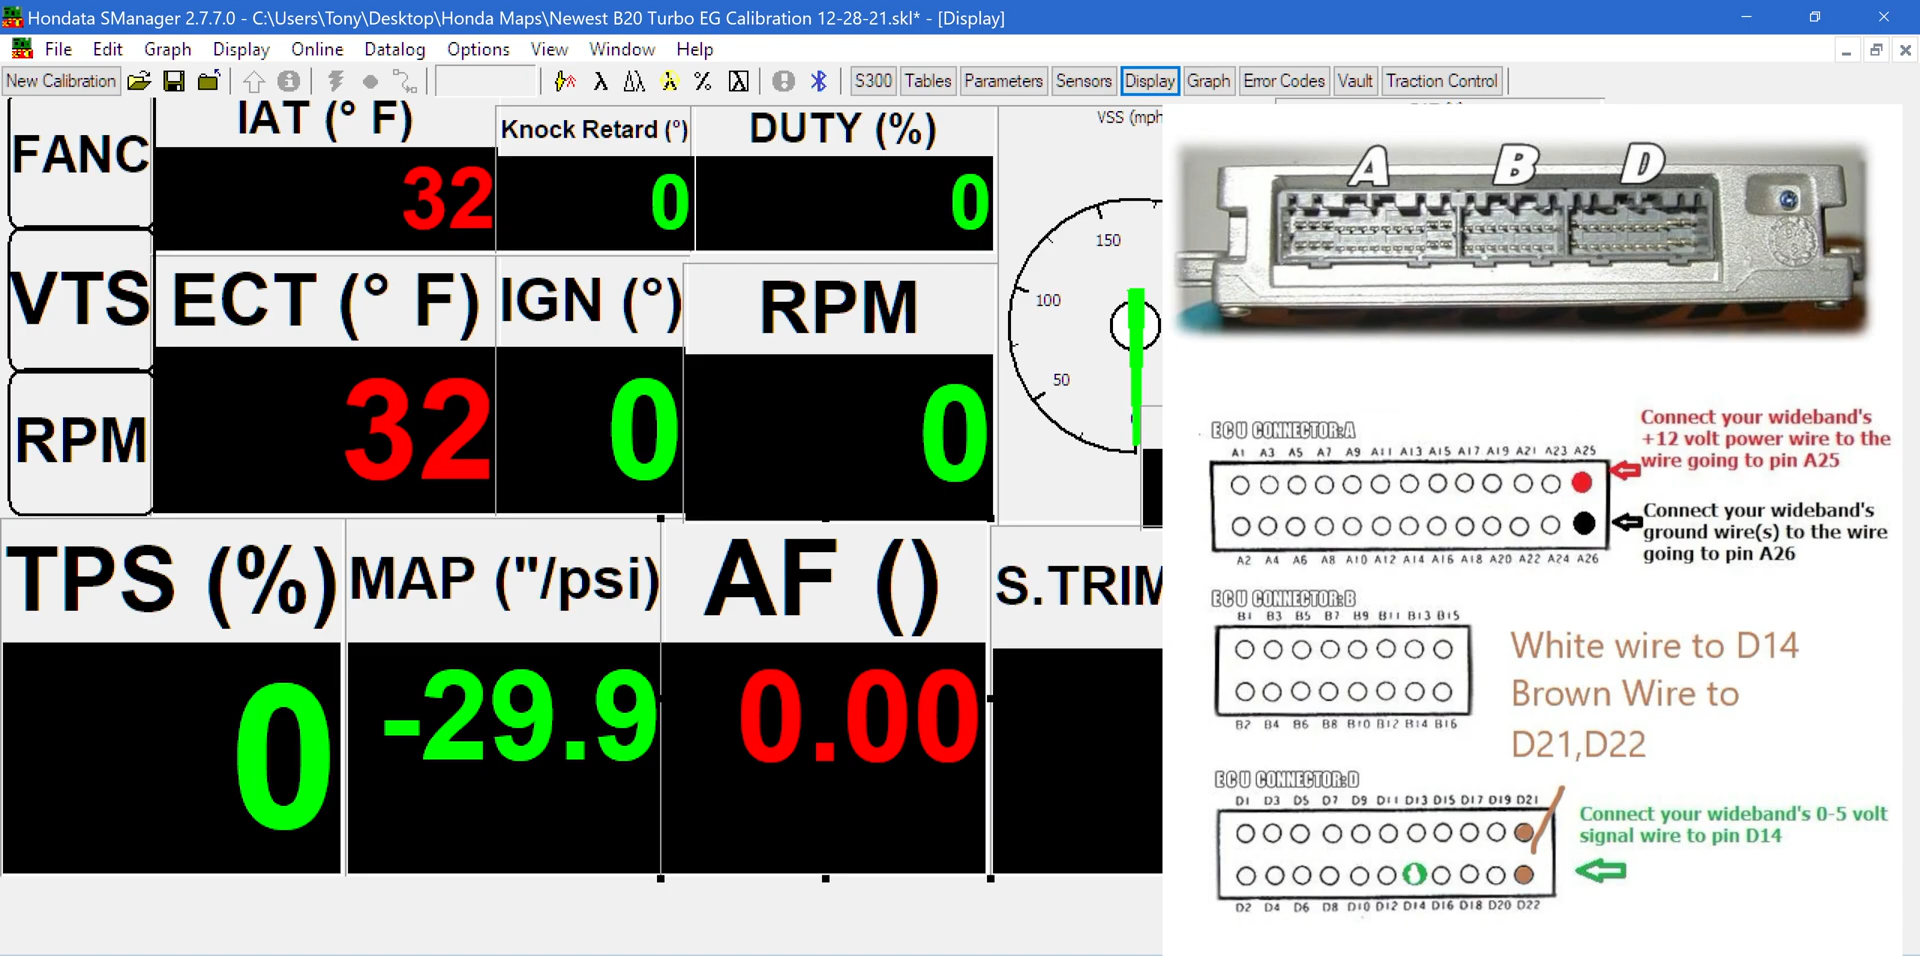 Hondata SManager 2.7.7.0 - C:\Users\Tony\Desktop\Honda Maps\Newest B20 Turbo EG Calibration 12-28-21.skl* - [Display]
File Edit Graph Display Online Datalog Options View Window Help
New Calibration S300 Tables Parameters Sensors Display Graph Error Codes Vault Traction Control
FANC
VTS
RPM
IAT (° F)
32
Knock Retard (°)
0
DUTY (%)
0
ECT (° F)
32
IGN (°)
0
RPM
0
VSS (mph
150
100
50
TPS (%)
0
MAP ("/psi)
-29.9
AF ()
0.00
S.TRIM
A B D
ECU CONNECTOR:A
A1 A3 A5 A7 A9 A11 A13 A15 A17 A19 A21 A23 A25
A2 A4 A6 A8 A10 A12 A14 A16 A18 A20 A22 A24 A26
Connect your wideband's
+12 volt power wire to the
wire going to pin A25
Connect your wideband's
ground wire(s) to the wire
going to pin A26
ECU CONNECTOR:B
B1 B3 B5 B7 B9 B11 B13 B15
B2 B4 B6 B8 B10 B12 B14 B16
White wire to D14
Brown Wire to
D21,D22
ECU CONNECTOR:D
D1 D3 D5 D7 D9 D11 D13 D15 D17 D19 D21
D2 D4 D6 D8 D10 D12 D14 D16 D18 D20 D22
Connect your wideband's 0-5 volt
signal wire to pin D14